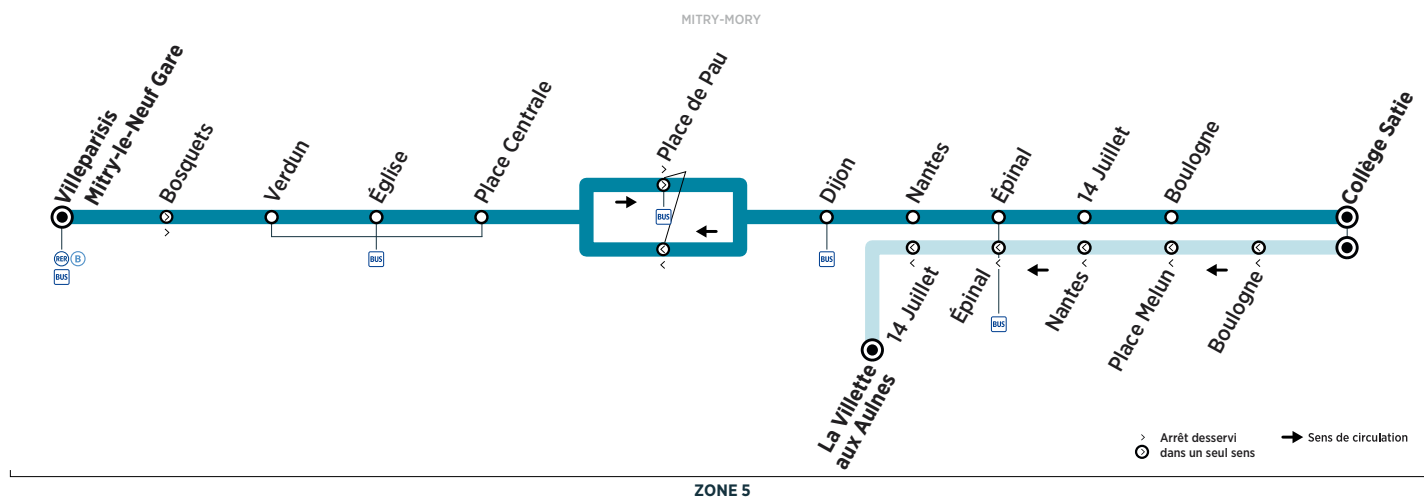 MITRY-MORY
Villeparisis
Mitry-le-Neuf Gare
Bosquets
Verdun
Église
Place Centrale
Place de Pau
Dijon
Nantes
Épinal
14 Juillet
Boulogne
Collège Satie
RER B
BUS
BUS
BUS
BUS
14 Juillet
Épinal
Nantes
Place Melun
Boulogne
BUS
La Villette
aux Aulnes
Arrêt desservi
dans un seul sens
Sens de circulation
ZONE 5